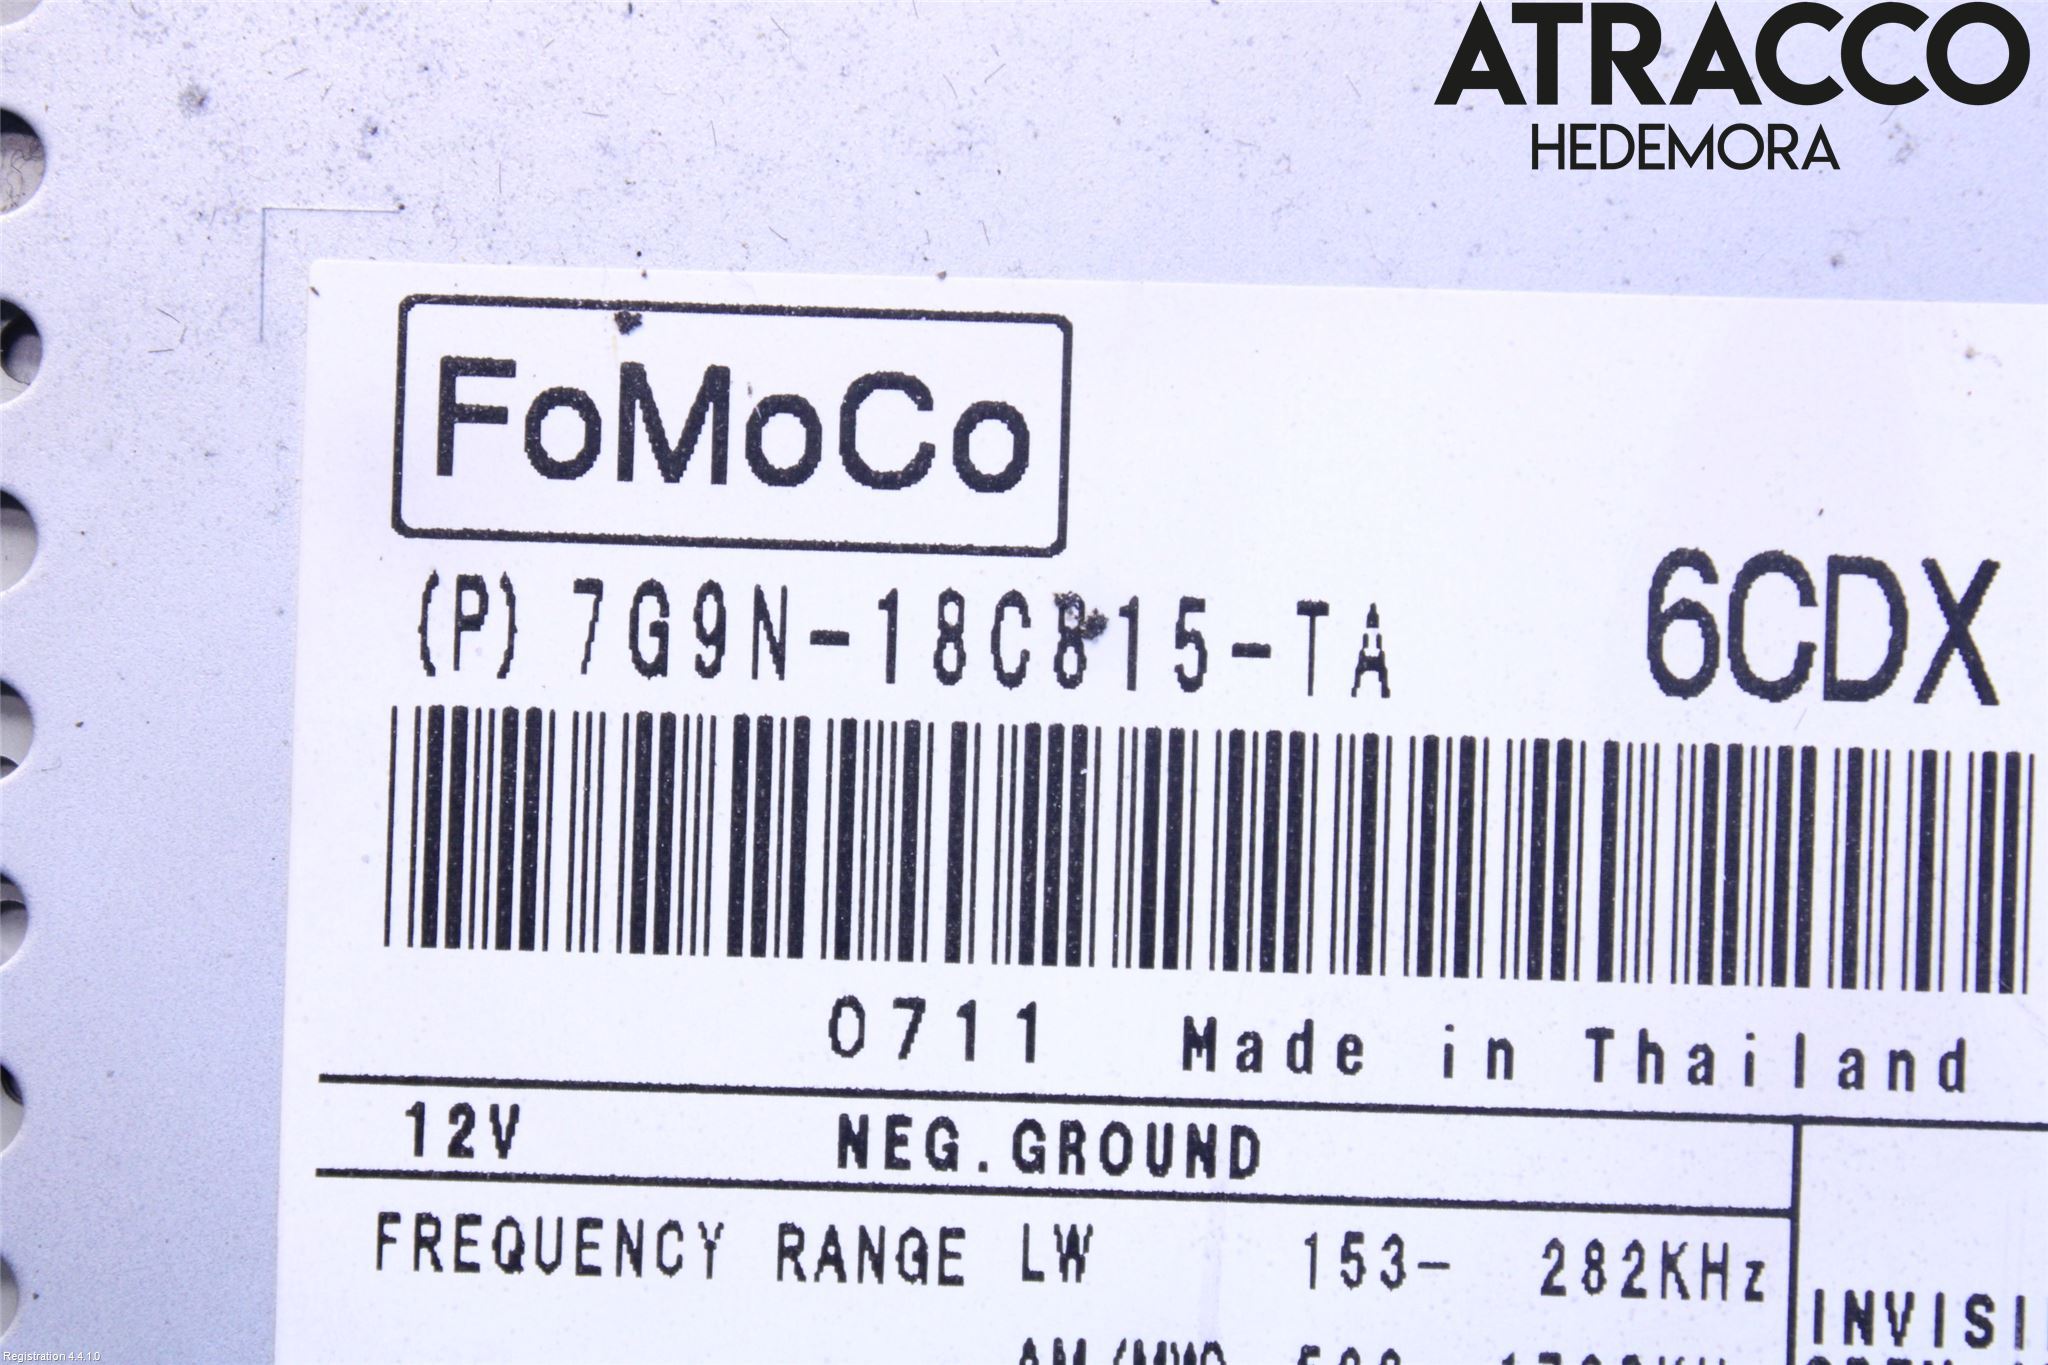 ATRACCO
HEDEMORA
FoMoCo
(P) 7G9N-18C815-TA
6CDX
0711 Made in Thailand
12V NEG.GROUND
FREQUENCY RANGE LW 153- 282KHz
INVISI
Registration 4.4.1.0